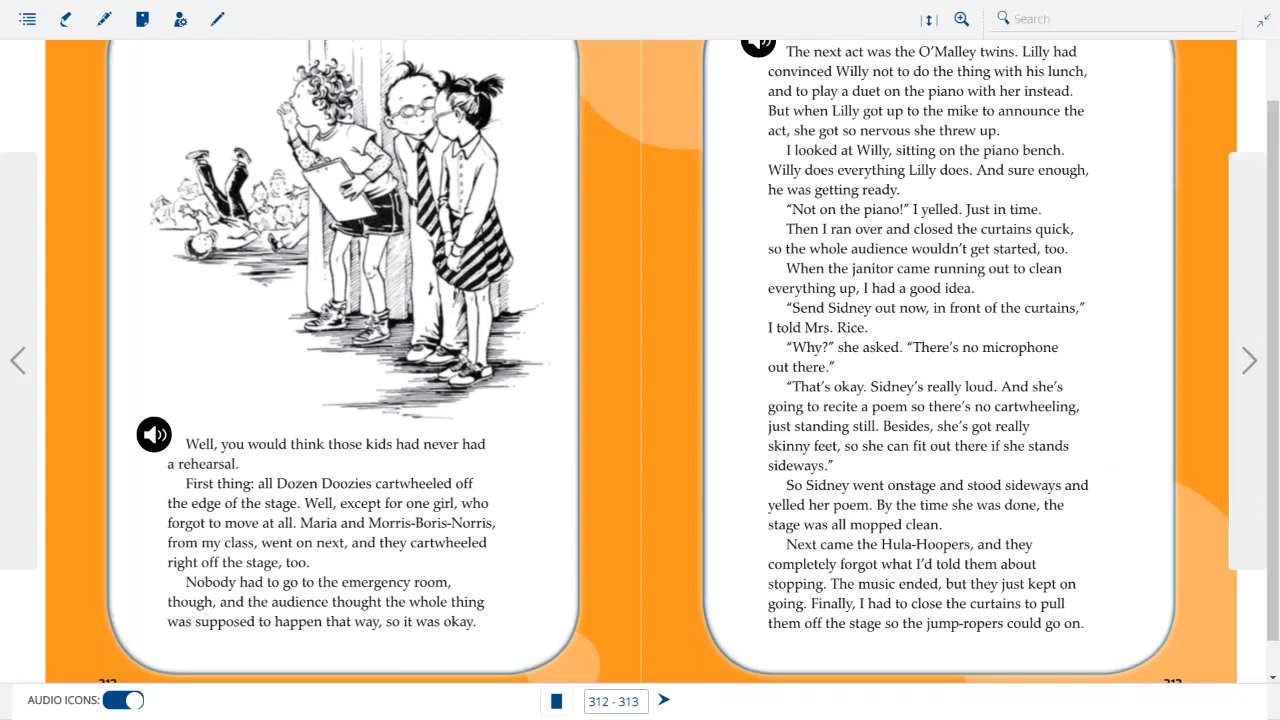 Search
Well, you would think those kids had never had
a rehearsal.
First thing: all Dozen Doozies cartwheeled off
the edge of the stage. Well, except for one girl, who
forgot to move at all. Maria and Morris-Boris-Norris,
from my class, went on next, and they cartwheeled
right off the stage, too.
Nobody had to go to the emergency room,
though, and the audience thought the whole thing
was supposed to happen that way, so it was okay.
The next act was the O’Malley twins. Lilly had
convinced Willy not to do the thing with his lunch,
and to play a duet on the piano with her instead.
But when Lilly got up to the mike to announce the
act, she got so nervous she threw up.
I looked at Willy, sitting on the piano bench.
Willy does everything Lilly does. And sure enough,
he was getting ready.
“Not on the piano!” I yelled. Just in time.
Then I ran over and closed the curtains quick,
so the whole audience wouldn’t get started, too.
When the janitor came running out to clean
everything up, I had a good idea.
“Send Sidney out now, in front of the curtains,”
I told Mrs. Rice.
“Why?” she asked. “There’s no microphone
out there.”
“That’s okay. Sidney’s really loud. And she’s
going to recite a poem so there’s no cartwheeling,
just standing still. Besides, she’s got really
skinny feet, so she can fit out there if she stands
sideways.”
So Sidney went onstage and stood sideways and
yelled her poem. By the time she was done, the
stage was all mopped clean.
Next came the Hula-Hoopers, and they
completely forgot what I’d told them about
stopping. The music ended, but they just kept on
going. Finally, I had to close the curtains to pull
them off the stage so the jump-ropers could go on.
AUDIO ICONS:
312 - 313